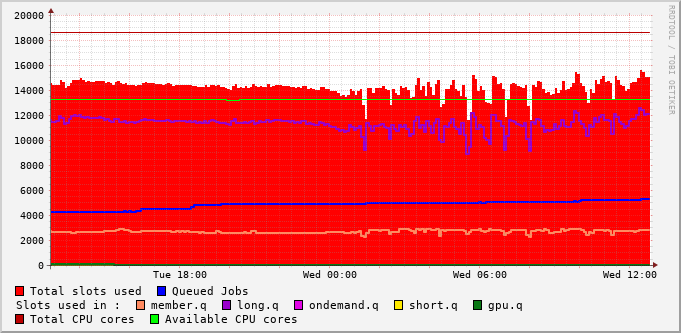 20000
18000
16000
14000
12000
10000
8000
6000
4000
2000
0
Tue 18:00 Wed 00:00 Wed 06:00 Wed 12:00
RRDTOOL / TOBI OETIKER
Total slots used Queued Jobs
Slots used in : member.q long.q ondemand.q short.q gpu.q
Total CPU cores Available CPU cores